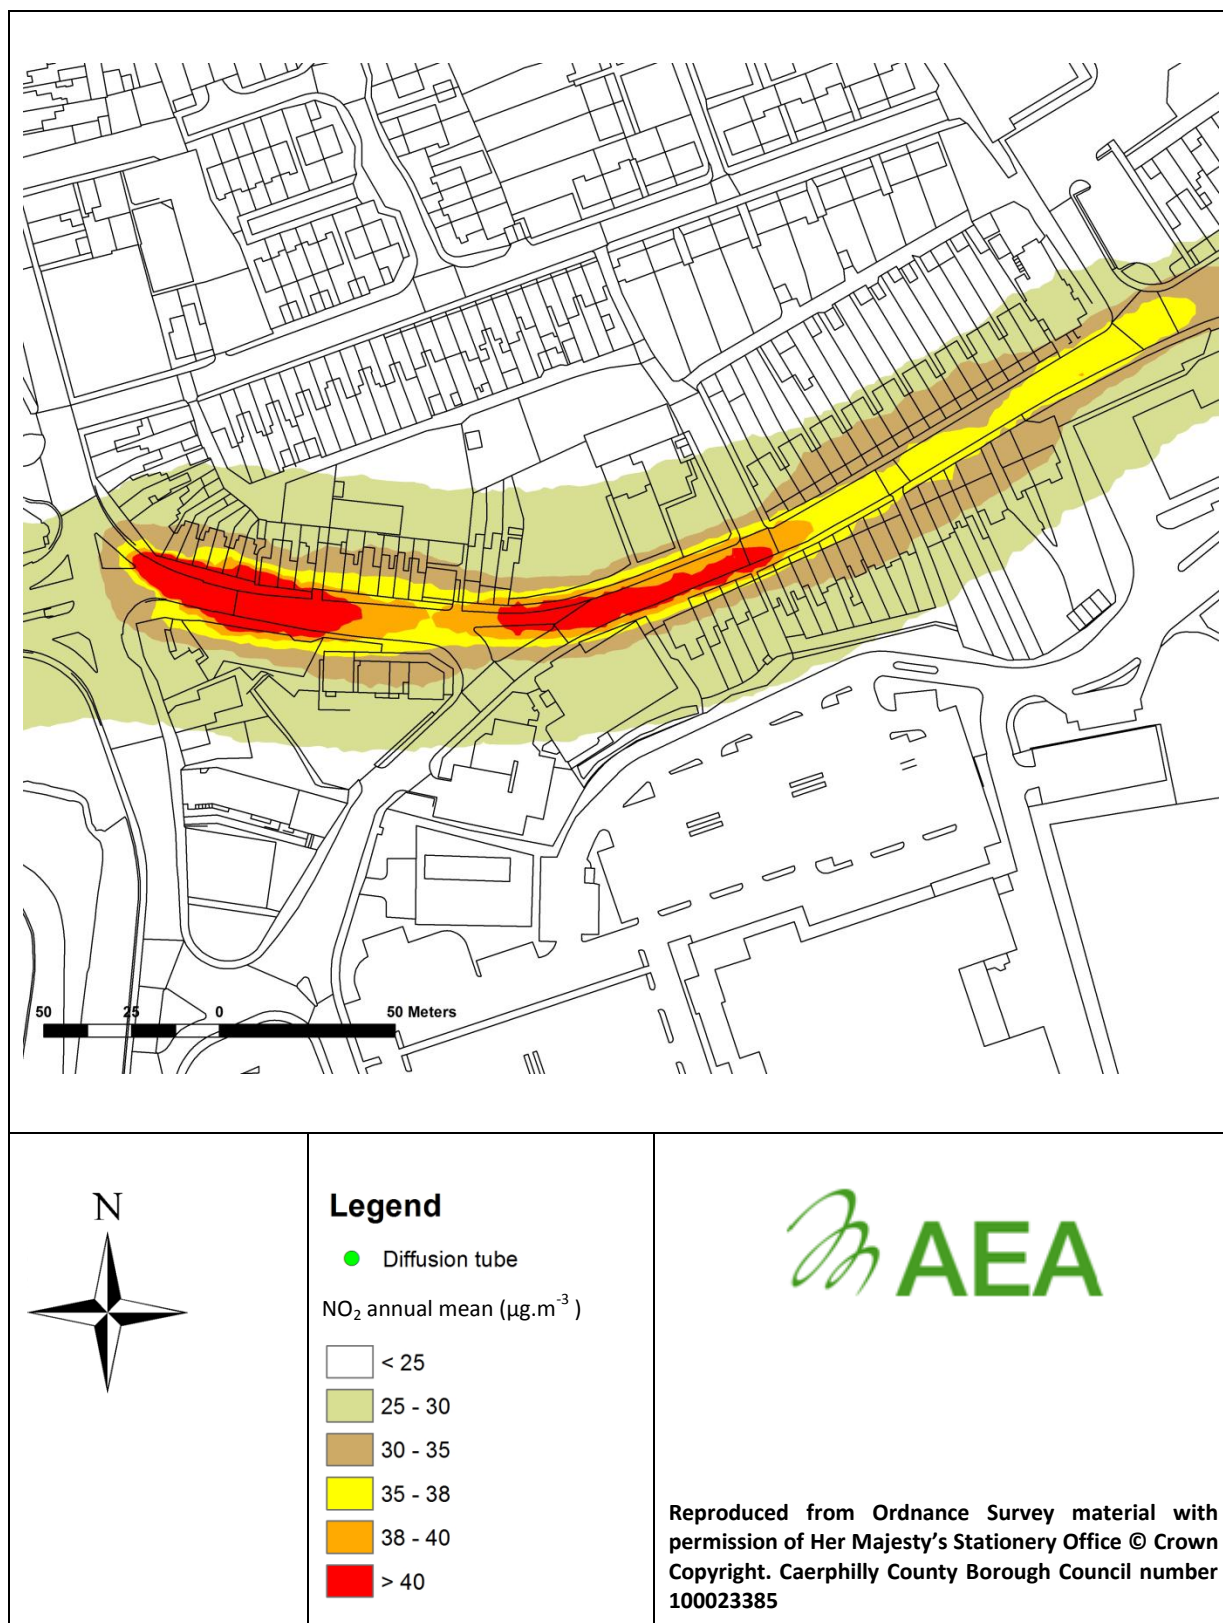 50 25 0 50 Meters
N
Legend
Diffusion tube
NO₂ annual mean (µg.m⁻³ )
< 25
25 - 30
30 - 35
35 - 38
38 - 40
> 40
AEA
Reproduced from Ordnance Survey material with
permission of Her Majesty’s Stationery Office © Crown
Copyright. Caerphilly County Borough Council number
100023385